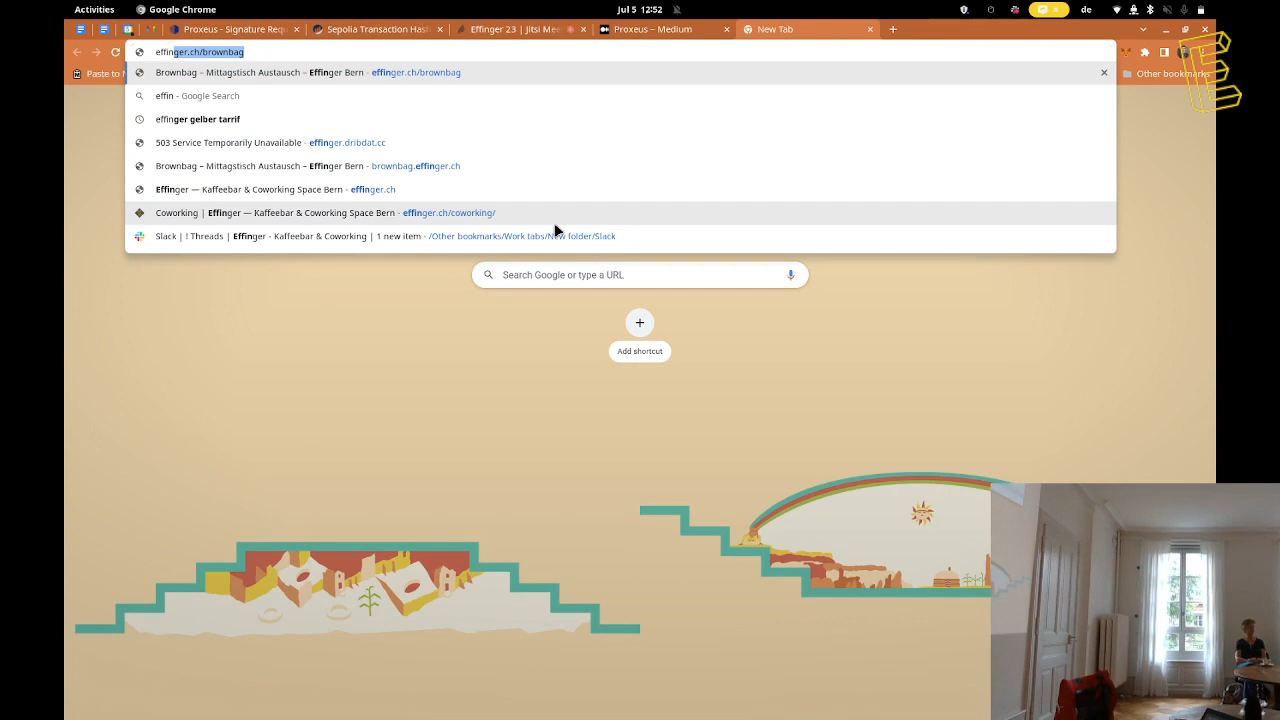 Activities
Google Chrome
Jul 5 12:52
de
Proxeus - Signature Requ
Sepolia Transaction Hash
Effinger 23 | Jitsi Mee
Proxeus – Medium
New Tab
effinger.ch/brownbag
Paste to
Other bookmarks
Brownbag – Mittagstisch Austausch – Effinger Bern - effinger.ch/brownbag
effin - Google Search
effinger gelber tarrif
503 Service Temporarily Unavailable - effinger.dribdat.cc
Brownbag – Mittagstisch Austausch – Effinger Bern - brownbag.effinger.ch
Effinger — Kaffeebar & Coworking Space Bern - effinger.ch
Coworking | Effinger — Kaffeebar & Coworking Space Bern - effinger.ch/coworking/
Slack | ! Threads | Effinger - Kaffeebar & Coworking | 1 new item - /Other bookmarks/Work tabs/New folder/Slack
Search Google or type a URL
Add shortcut
E